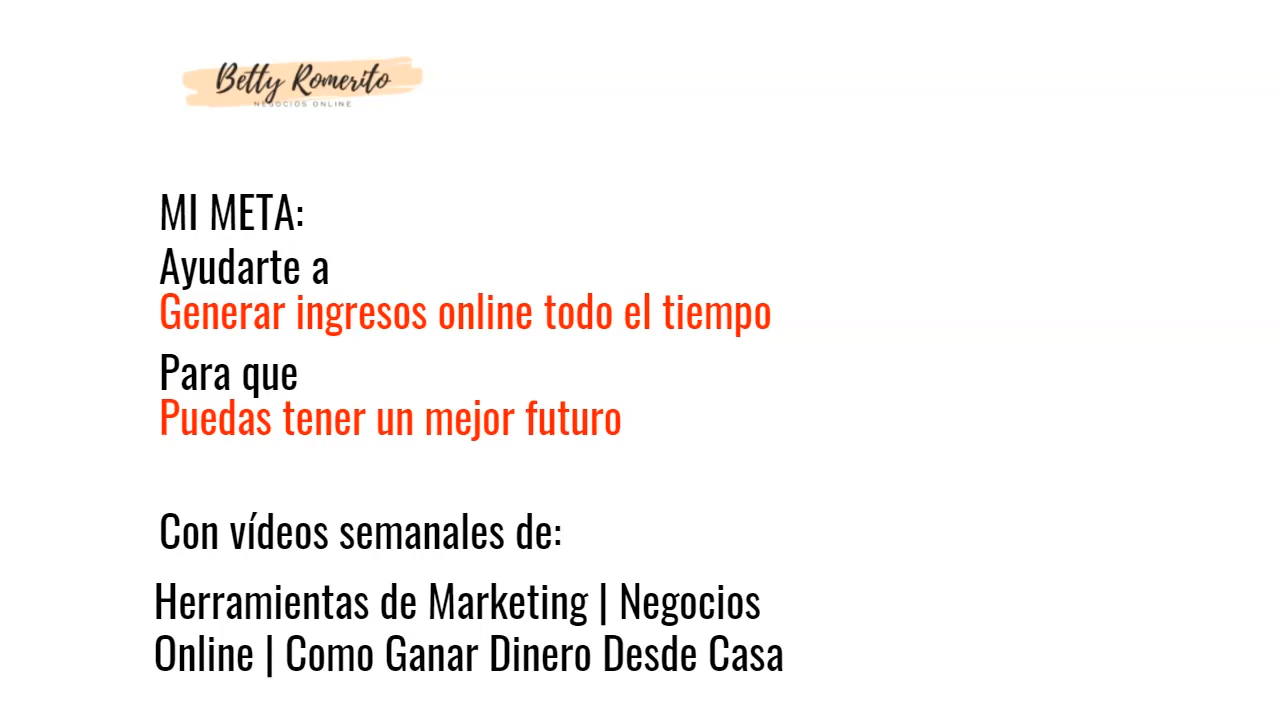 Betty Romerito
NEGOCIOS ONLINE
MI META:
Ayudarte a
Generar ingresos online todo el tiempo
Para que
Puedas tener un mejor futuro
Con vídeos semanales de:
Herramientas de Marketing | Negocios
Online | Como Ganar Dinero Desde Casa